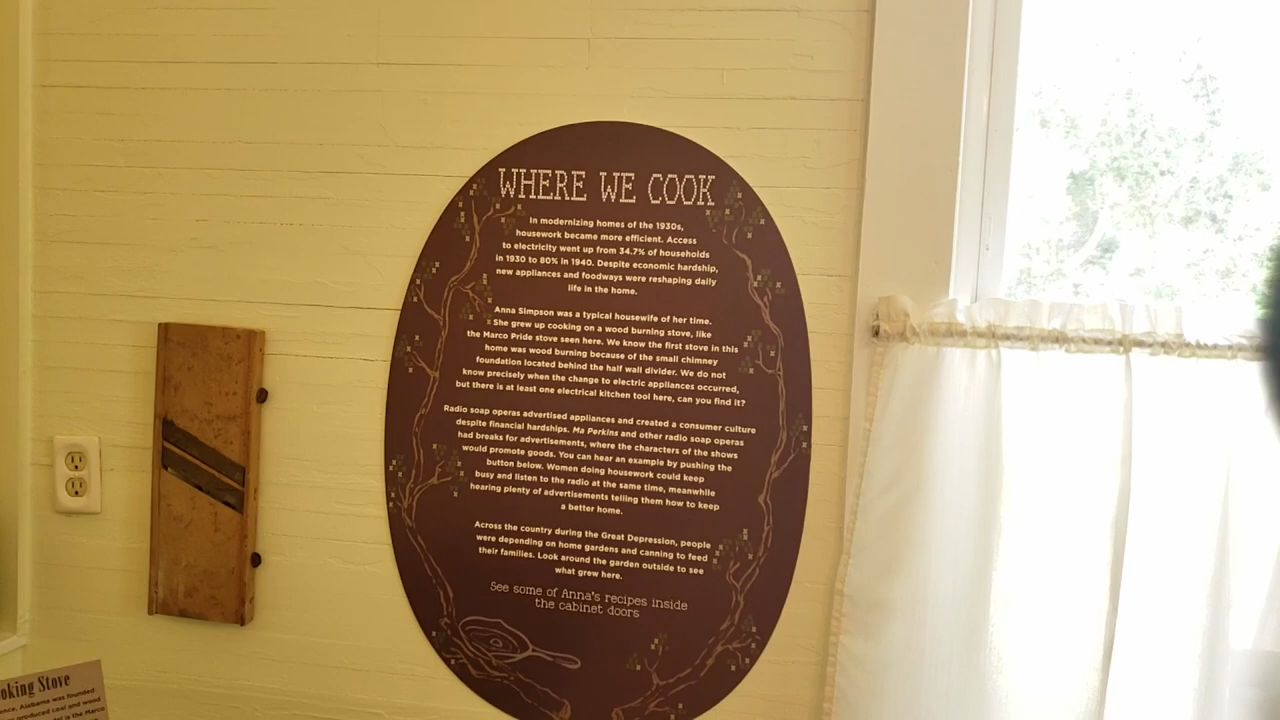 WHERE WE COOK
In modernizing homes of the 1930s,
housework became more efficient. Access
to electricity went up from 34.7% of households
in 1930 to 80% in 1940. Despite economic hardship,
new appliances and foodways were reshaping daily
life in the home.
Anna Simpson was a typical housewife of her time.
She grew up cooking on a wood burning stove, like
the Marco Pride stove seen here. We know the first stove in this
home was wood burning because of the small chimney
foundation located behind the half wall divider. We do not
know precisely when the change to electric appliances occurred,
but there is at least one electrical kitchen tool here, can you find it?
Radio soap operas advertised appliances and created a consumer culture
despite financial hardships. Ma Perkins and other radio soap operas
had breaks for advertisements, where the characters of the shows
would promote goods. You can hear an example by pushing the
button below. Women doing housework could keep
busy and listen to the radio at the same time, meanwhile
hearing plenty of advertisements telling them how to keep
a better home.
Across the country during the Great Depression, people
were depending on home gardens and canning to feed
their families. Look around the garden outside to see
what grew here.
See some of Anna's recipes inside
the cabinet doors
oking Stove
ence, Alabama was founded
produced coal and wood
is the Marco